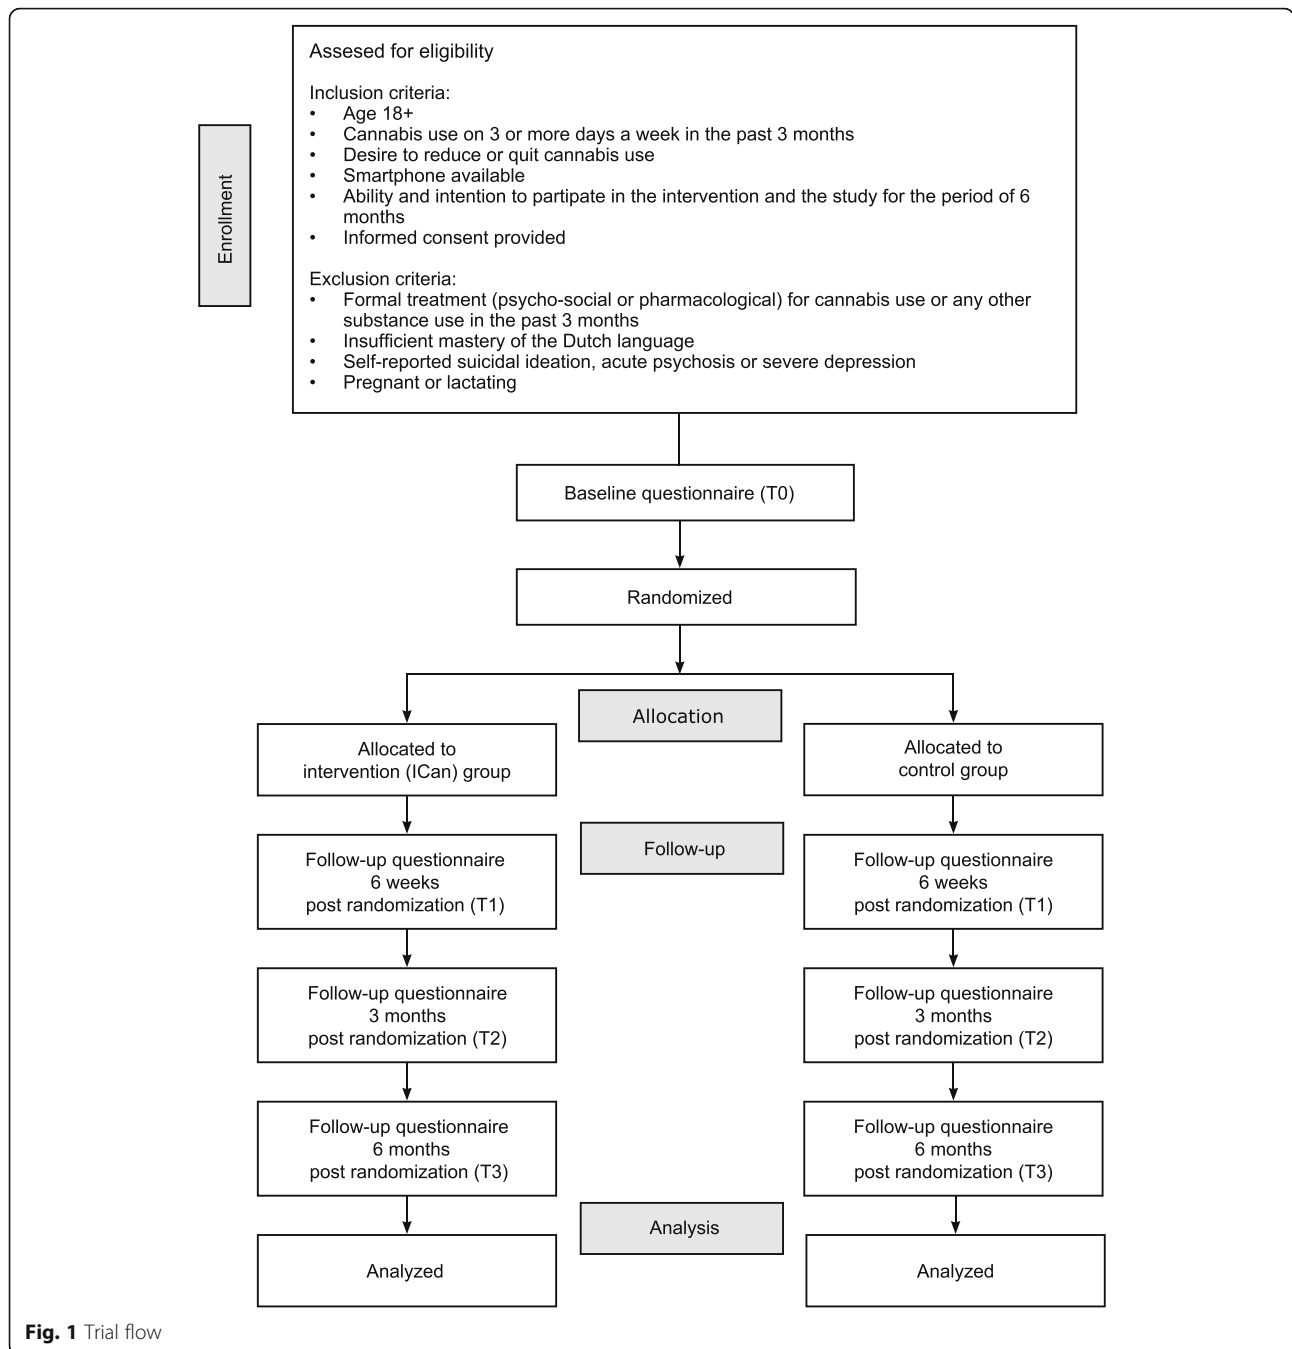 Assesed for eligibility
Inclusion criteria:
• Age 18+
• Cannabis use on 3 or more days a week in the past 3 months
• Desire to reduce or quit cannabis use
• Smartphone available
• Ability and intention to partipate in the intervention and the study for the period of 6
months
• Informed consent provided
Exclusion criteria:
• Formal treatment (psycho-social or pharmacological) for cannabis use or any other
substance use in the past 3 months
• Insufficient mastery of the Dutch language
• Self-reported suicidal ideation, acute psychosis or severe depression
• Pregnant or lactating
Enrollment
Baseline questionnaire (T0)
Randomized
Allocation
Allocated to
intervention (ICan) group
Allocated to
control group
Follow-up
Follow-up questionnaire
6 weeks
post randomization (T1)
Follow-up questionnaire
6 weeks
post randomization (T1)
Follow-up questionnaire
3 months
post randomization (T2)
Follow-up questionnaire
3 months
post randomization (T2)
Follow-up questionnaire
6 months
post randomization (T3)
Follow-up questionnaire
6 months
post randomization (T3)
Analysis
Analyzed
Analyzed
Fig. 1 Trial flow